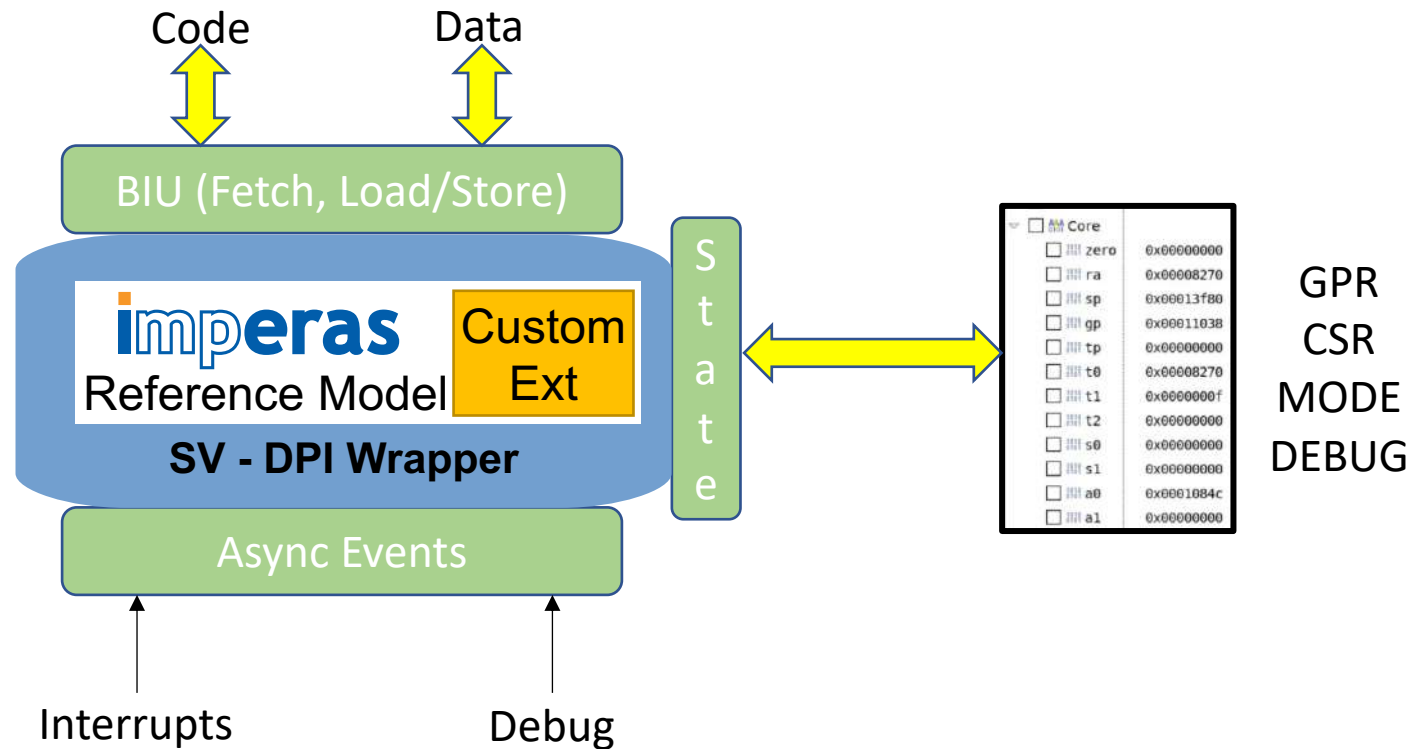 Code
Data
BIU (Fetch, Load/Store)
imperas
Reference Model
Custom
Ext
SV - DPI Wrapper
State
Async Events
Interrupts
Debug
Core
zero 0x00000000
ra 0x00008270
sp 0x00013f80
gp 0x00011038
tp 0x00000000
t0 0x00008270
t1 0x0000000f
t2 0x00000000
s0 0x00000000
s1 0x00000000
a0 0x0001084c
a1 0x00000000
GPR
CSR
MODE
DEBUG